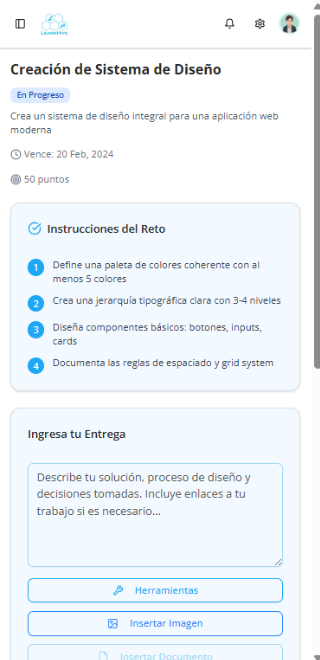 Creación de Sistema de Diseño
En Progreso
Crea un sistema de diseño integral para una aplicación web
moderna
Vence: 20 Feb, 2024
50 puntos
Instrucciones del Reto
1 Define una paleta de colores coherente con al
menos 5 colores
2 Crea una jerarquía tipográfica clara con 3-4 niveles
3 Diseña componentes básicos: botones, inputs,
cards
4 Documenta las reglas de espaciado y grid system
Ingresa tu Entrega
Describe tu solución, proceso de diseño y
decisiones tomadas. Incluye enlaces a tu
trabajo si es necesario...
Herramientas
Insertar Imagen
Insertar Documento